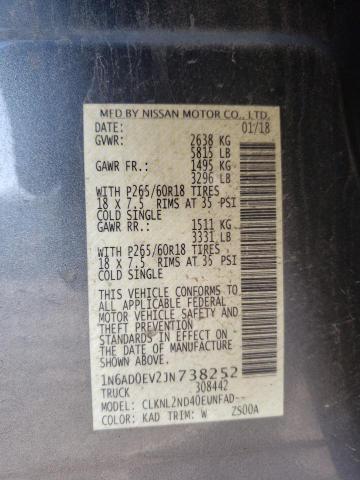 MFD BY NISSAN MOTOR CO., LTD.
DATE: 01/18
GVWR: 2638 KG
5815 LB
GAWR FR.: 1495 KG
3296 LB
WITH P265/60R18 TIRES
18 X 7.5 RIMS AT 35 PSI
COLD SINGLE
GAWR RR.: 1511 KG
3331 LB
WITH P265/60R18 TIRES
18 X 7.5 RIMS AT 35 PSI
COLD SINGLE
THIS VEHICLE CONFORMS TO
ALL APPLICABLE FEDERAL
MOTOR VEHICLE SAFETY AND
THEFT PREVENTION
STANDARDS IN EFFECT ON
THE DATE OF MANUFACTURE
SHOWN ABOVE.
1N6AD0EV2JN738252
TRUCK 308442
MODEL: CLKNL2ND40EUNFAD--
COLOR: KAD TRIM: W ZS00A